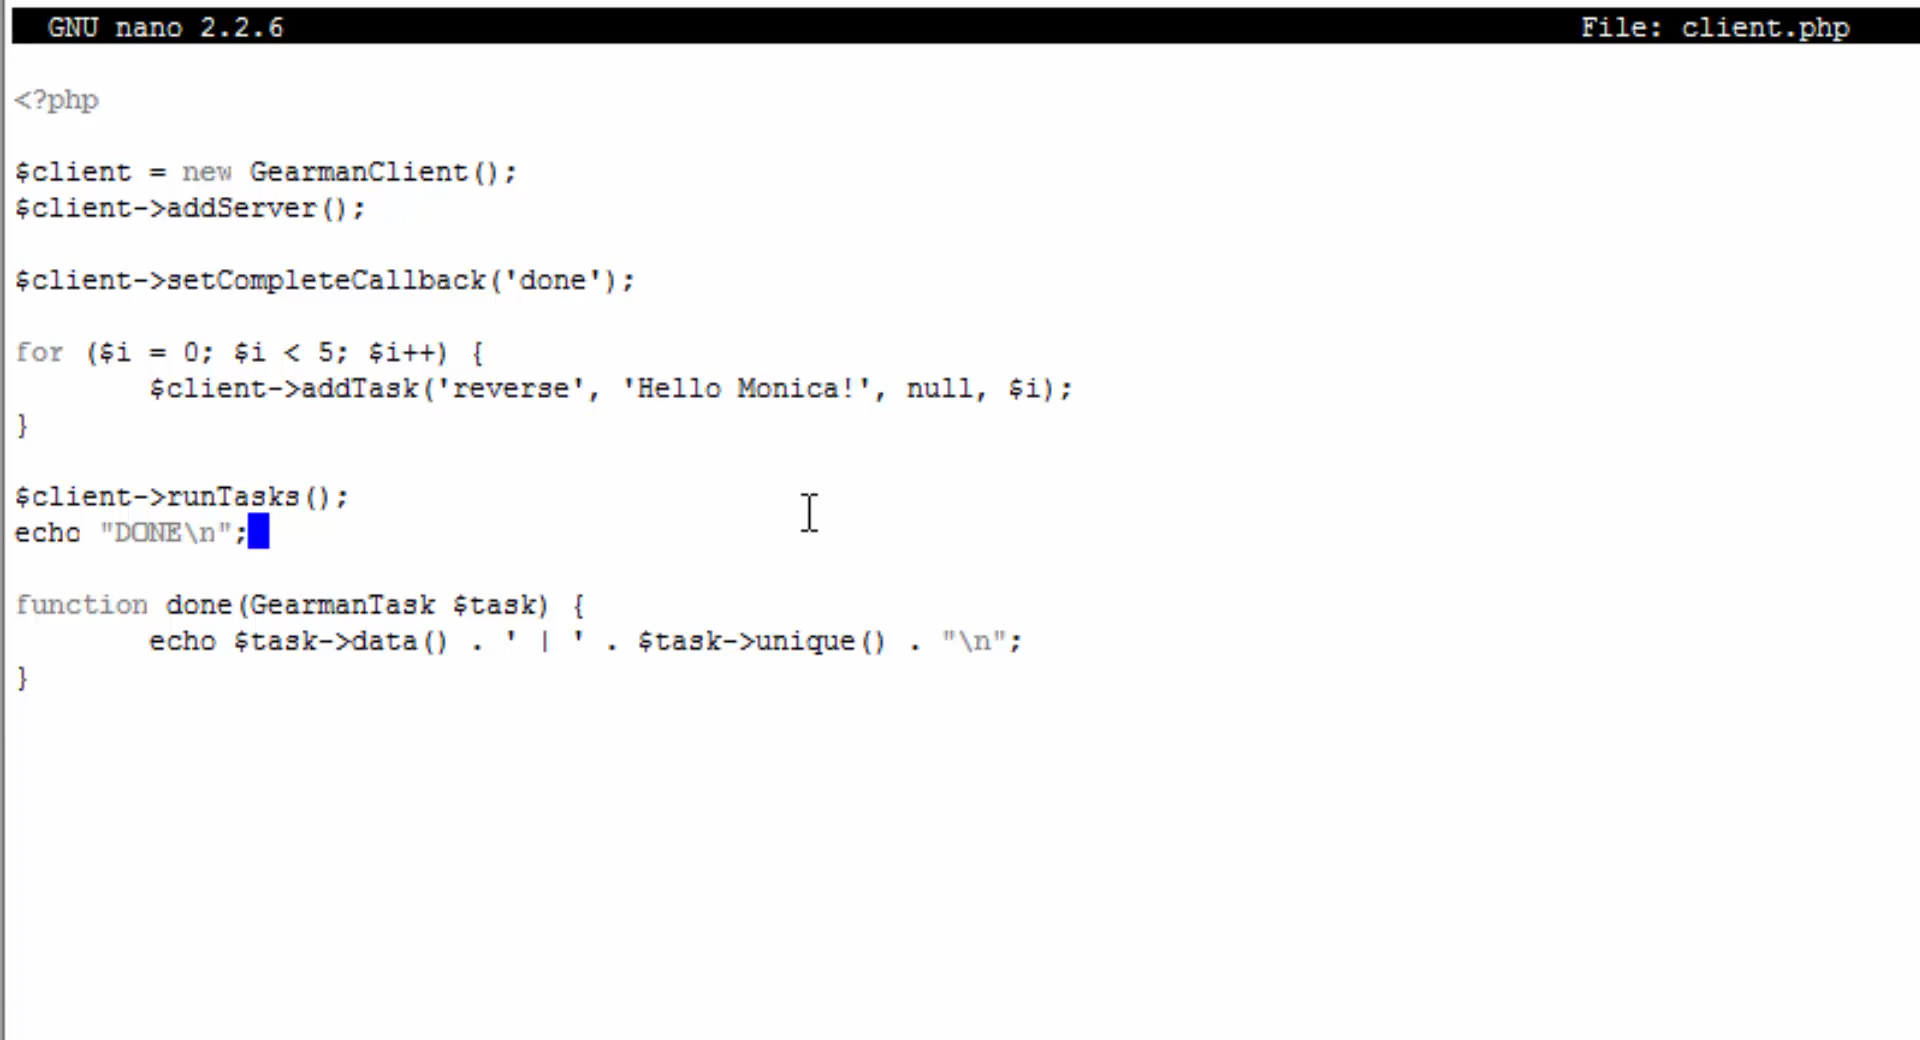 GNU nano 2.2.6 File: client.php
<?php
$client = new GearmanClient();
$client->addServer();
$client->setCompleteCallback('done');
for ($i = 0; $i < 5; $i++) {
$client->addTask('reverse', 'Hello Monica!', null, $i);
}
$client->runTasks();
echo "DONE\n";
function done(GearmanTask $task) {
echo $task->data() . ' | ' . $task->unique() . "\n";
}